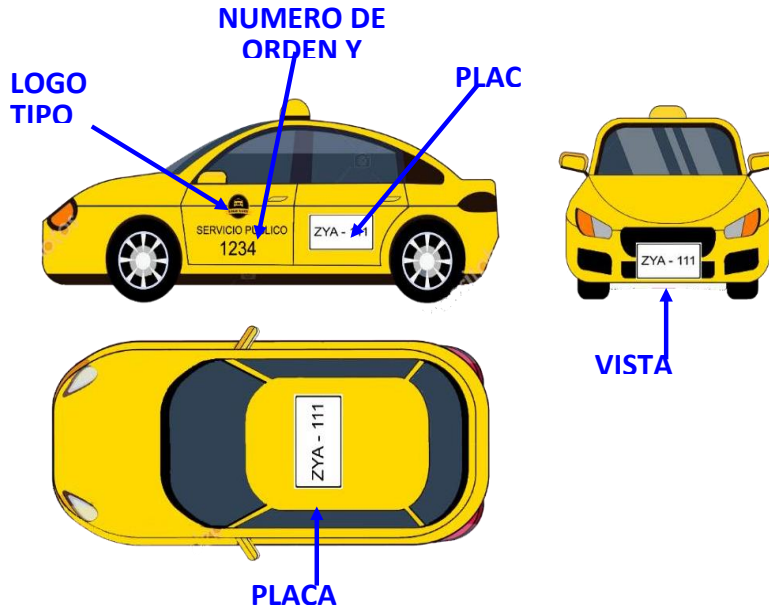 NUMERO DE
ORDEN Y
LOGO
TIPO
PLAC
SERVICIO PUBLICO
1234
ZYA - 111
ZYA - 111
VISTA
ZYA - 111
PLACA